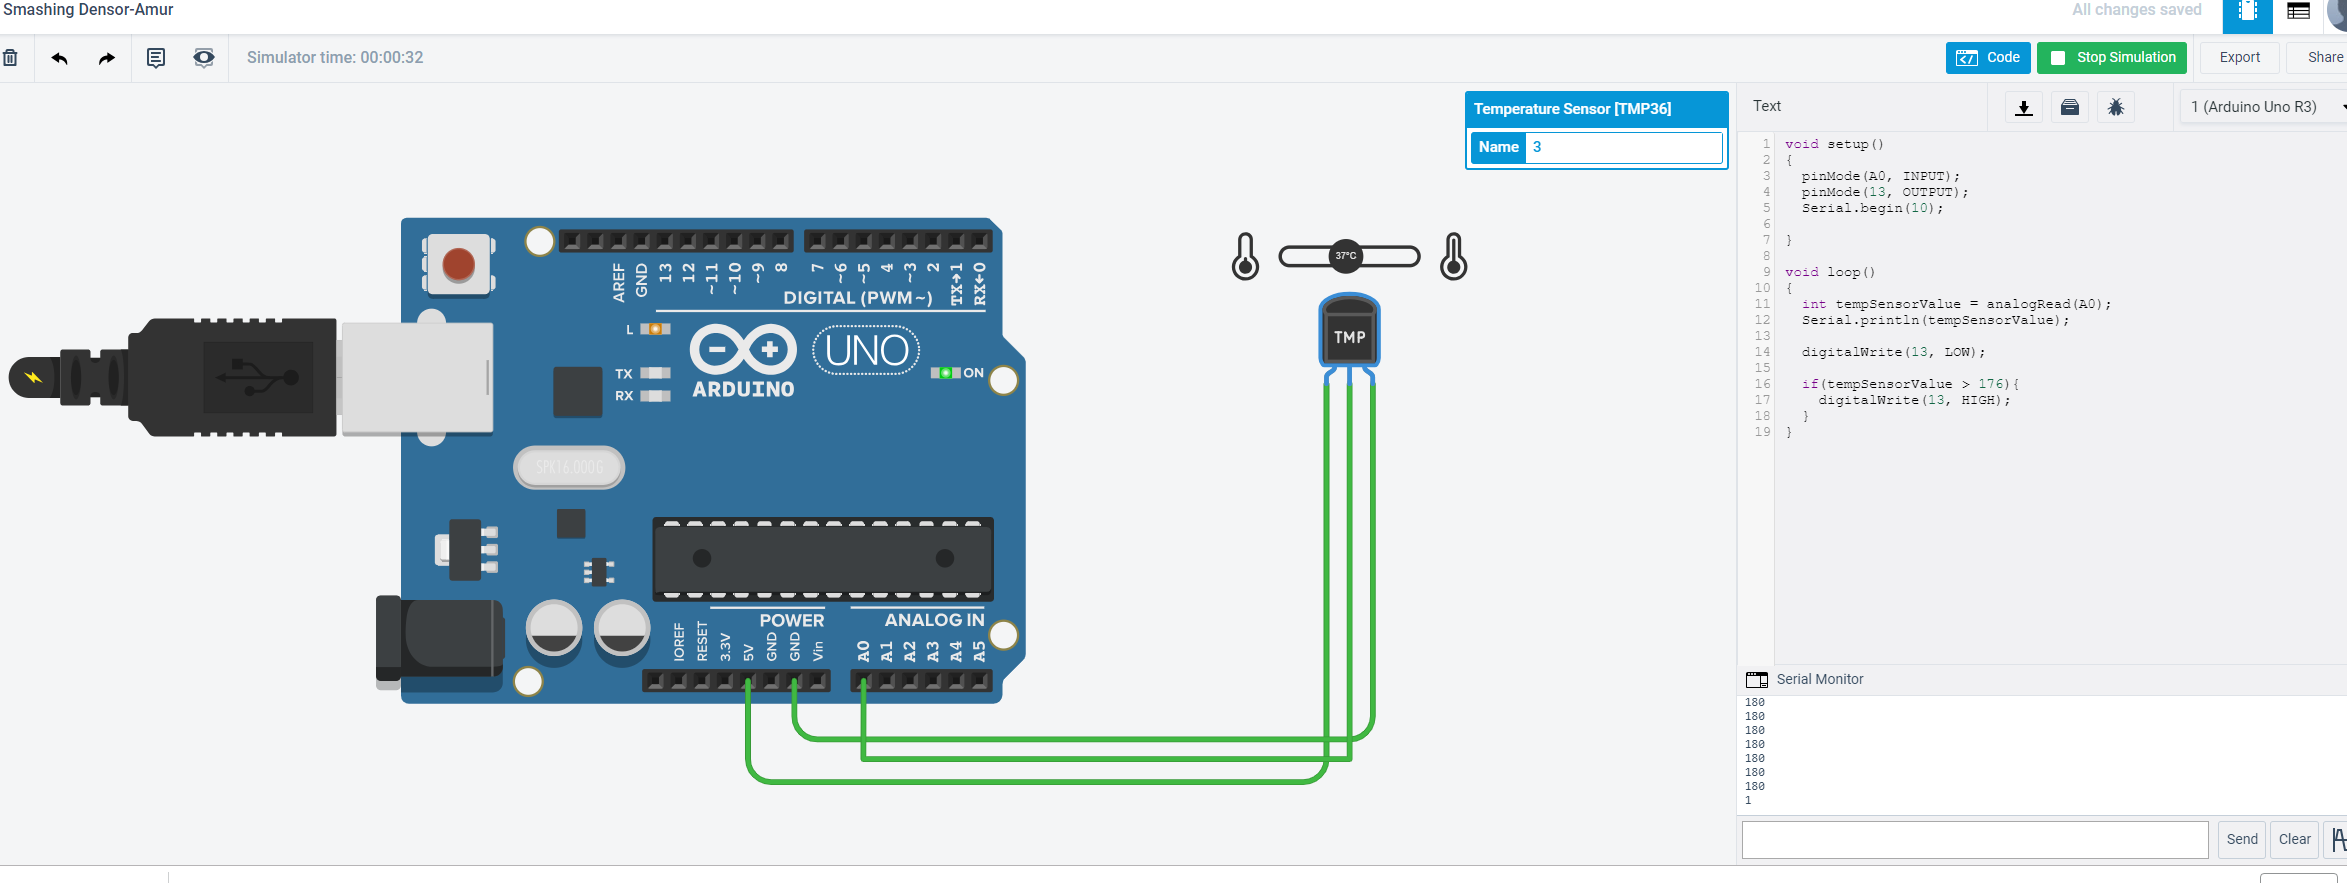 Smashing Densor-Amur
All changes saved
Simulator time: 00:00:32
Code
Stop Simulation
Export
Share
Temperature Sensor [TMP36]
Name 3
Text
1 (Arduino Uno R3)
1 void setup()
2 {
3 pinMode(A0, INPUT);
4 pinMode(13, OUTPUT);
5 Serial.begin(10);
6
7 }
8
9 void loop()
10 {
11 int tempSensorValue = analogRead(A0);
12 Serial.println(tempSensorValue);
13
14 digitalWrite(13, LOW);
15
16 if(tempSensorValue > 176){
17 digitalWrite(13, HIGH);
18 }
19 }
37°C
TMP
AREF GND 13 12 ~11 ~10 ~9 8 7 ~6 ~5 4 ~3 2 TX→1 RX←0
DIGITAL (PWM~)
L
TX
RX
ARDUINO
UNO
ON
SPK16.000G
POWER
ANALOG IN
IOREF RESET 3.3V 5V GND GND Vin A0 A1 A2 A3 A4 A5
Serial Monitor
180
180
180
180
180
180
180
1
Send
Clear